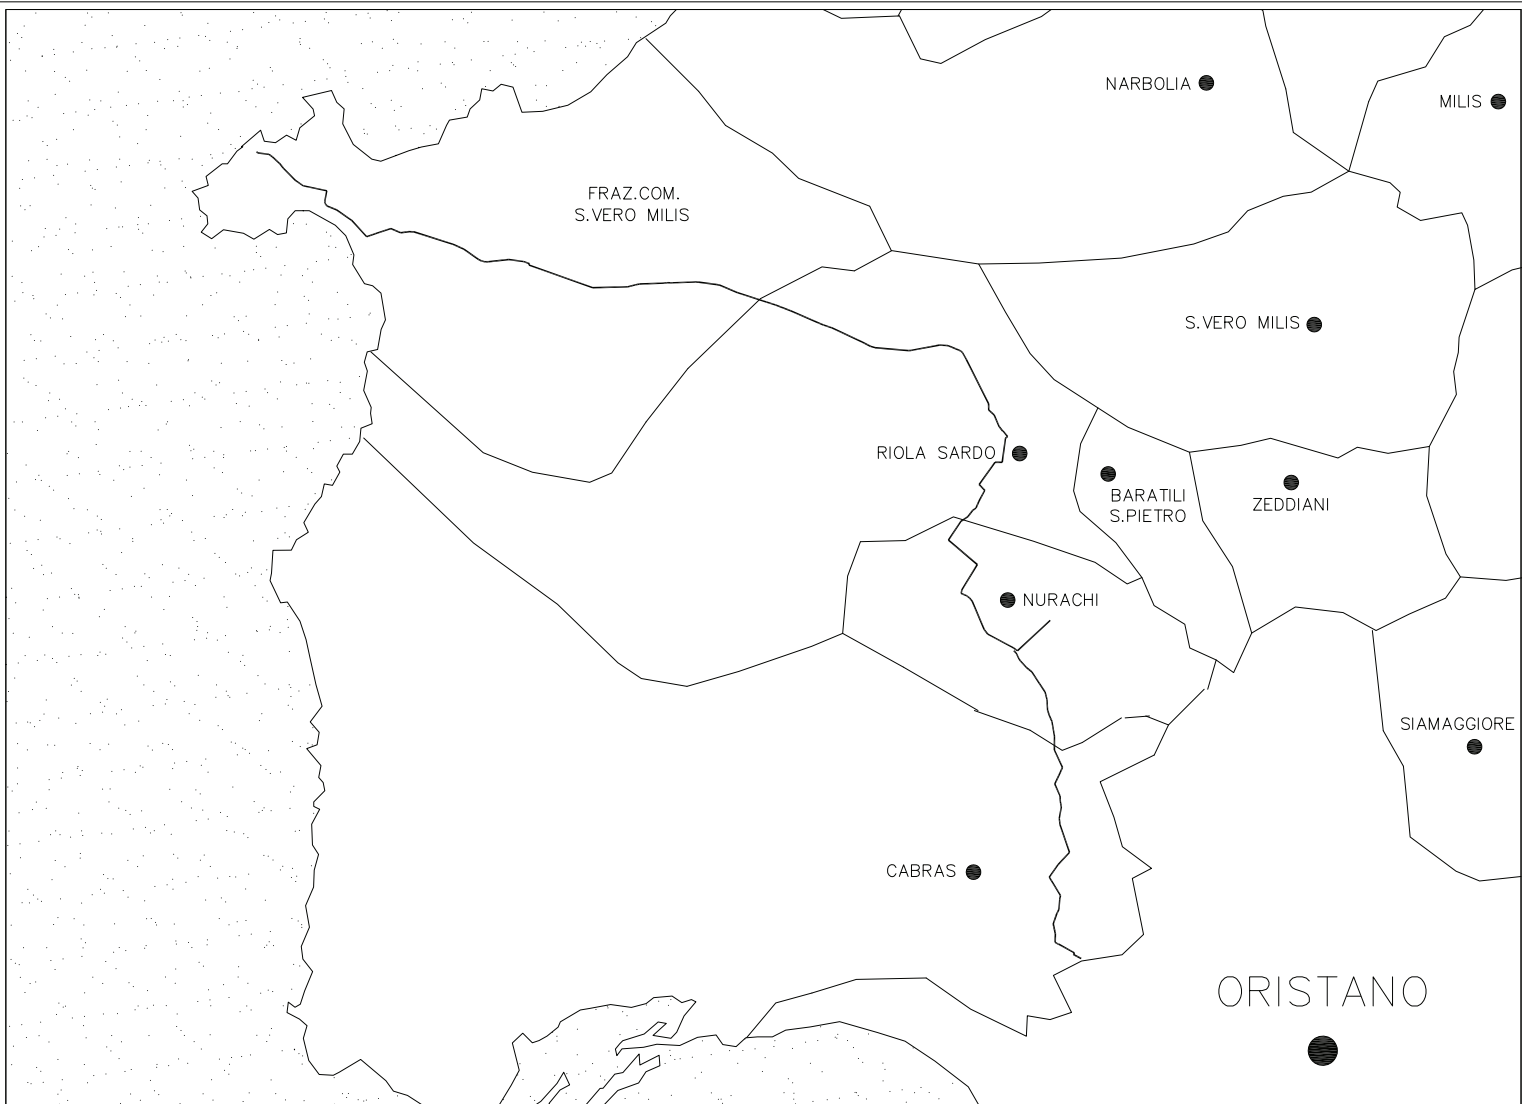 NARBOLIA
MILIS
FRAZ.COM.
S.VERO MILIS
S.VERO MILIS
RIOLA SARDO
BARATILI
S.PIETRO
ZEDDIANI
NURACHI
SIAMAGGIORE
CABRAS
ORISTANO